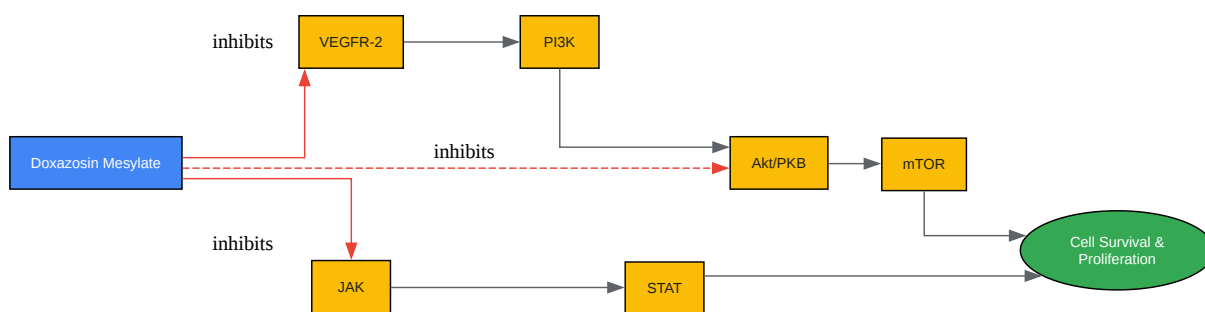 inhibits
VEGFR-2
PI3K
Doxazosin Mesylate
inhibits
Akt/PKB
mTOR
inhibits
Cell Survival &
Proliferation
JAK
STAT